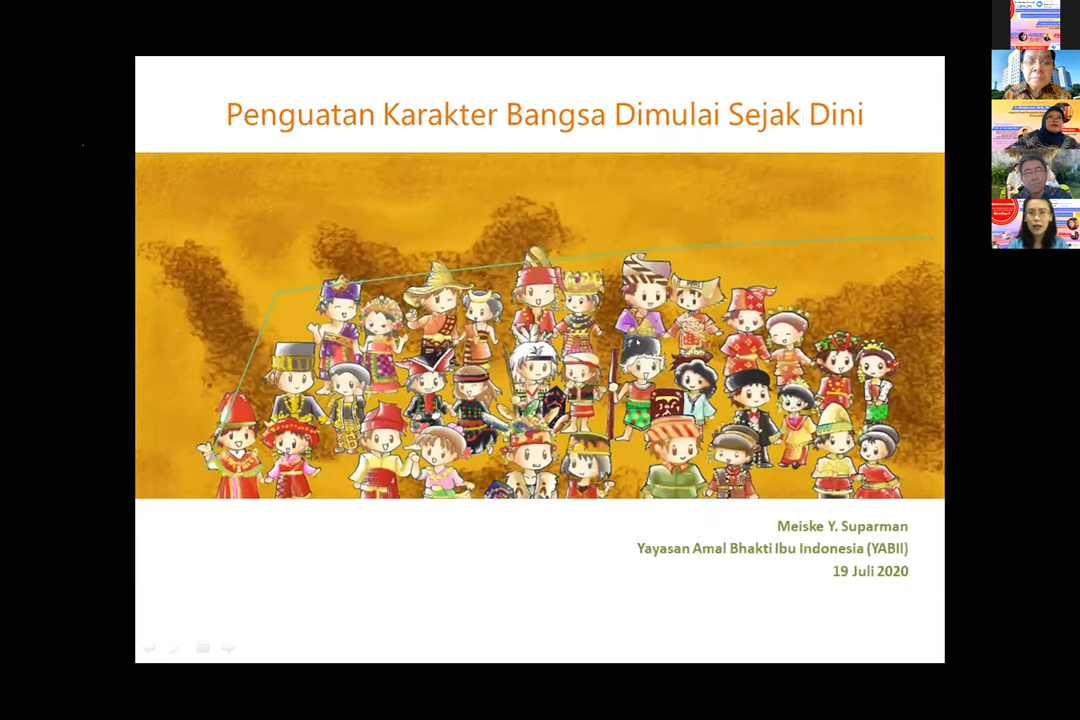 Penguatan Karakter Bangsa Dimulai Sejak Dini
Meiske Y. Suparman
Yayasan Amal Bhakti Ibu Indonesia (YABII)
19 Juli 2020